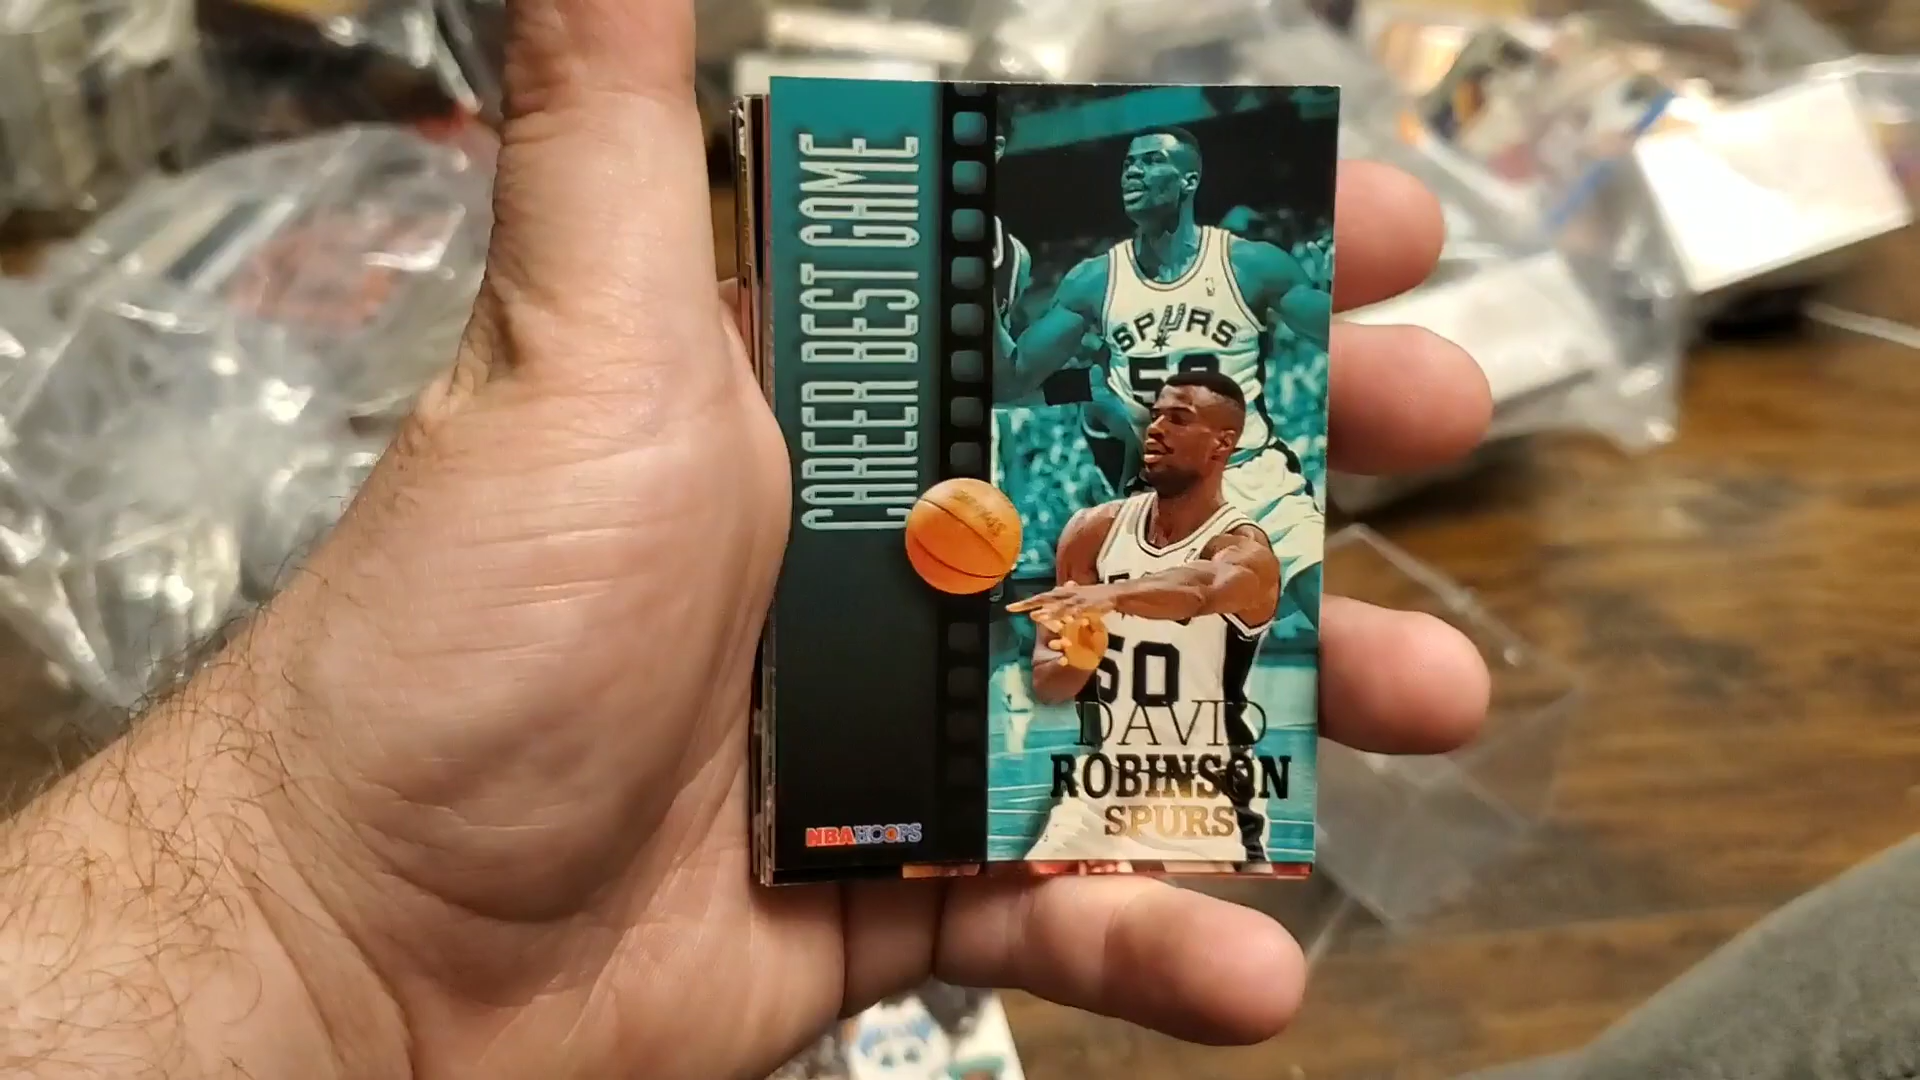 CAREER BEST GAME
SPURS
50
50
DAVID
ROBINSON
SPURS
NBA HOOPS